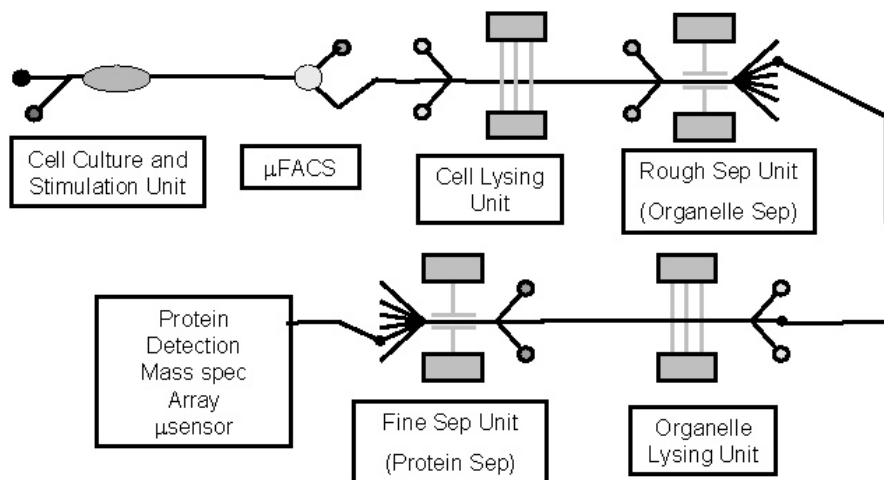 Cell Culture and
Stimulation Unit
μFACS
Cell Lysing
Unit
Rough Sep Unit
(Organelle Sep)
Protein
Detection
Mass spec
Array
μsensor
Fine Sep Unit
(Protein Sep)
Organelle
Lysing Unit